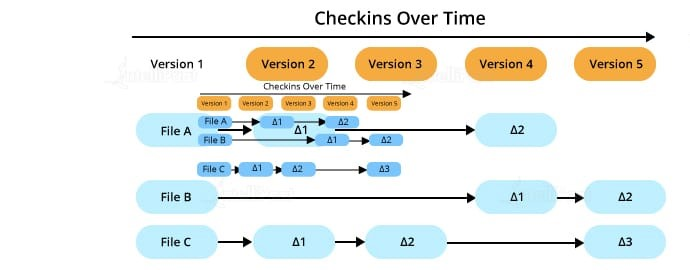 Checkins Over Time
Version 1 Version 2 Version 3 Version 4 Version 5
Checkins Over Time
Version 1 Version 2 Version 3 Version 4 Version 5
File A Δ1 Δ2
File A Δ1 Δ2
File B Δ1 Δ2
File C Δ1 Δ2 Δ3
File B Δ1 Δ2
File C Δ1 Δ2 Δ3